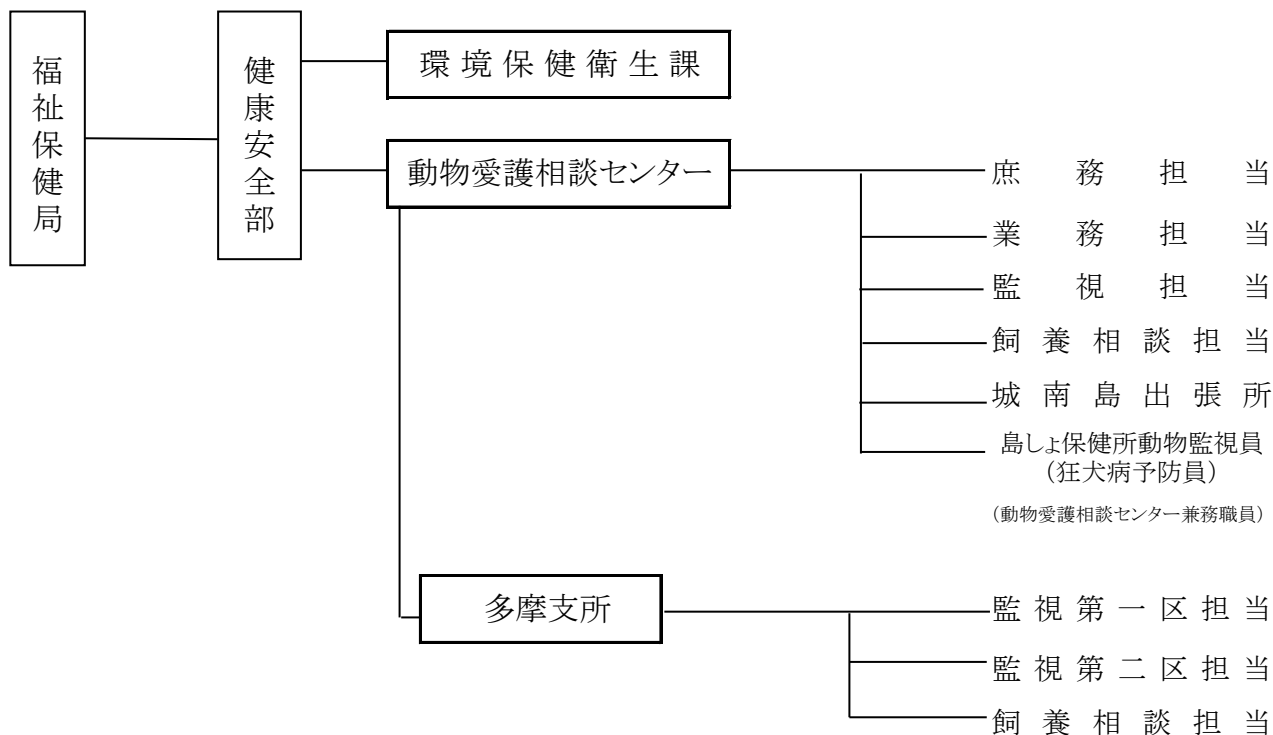 福祉保健局
健康安全部
環境保健衛生課
動物愛護相談センター
庶務担当
業務担当
監視担当
飼養相談担当
城南島出張所
島しょ保健所動物監視員
（狂犬病予防員）
（動物愛護相談センター兼務職員）
多摩支所
監視第一区担当
監視第二区担当
飼養相談担当